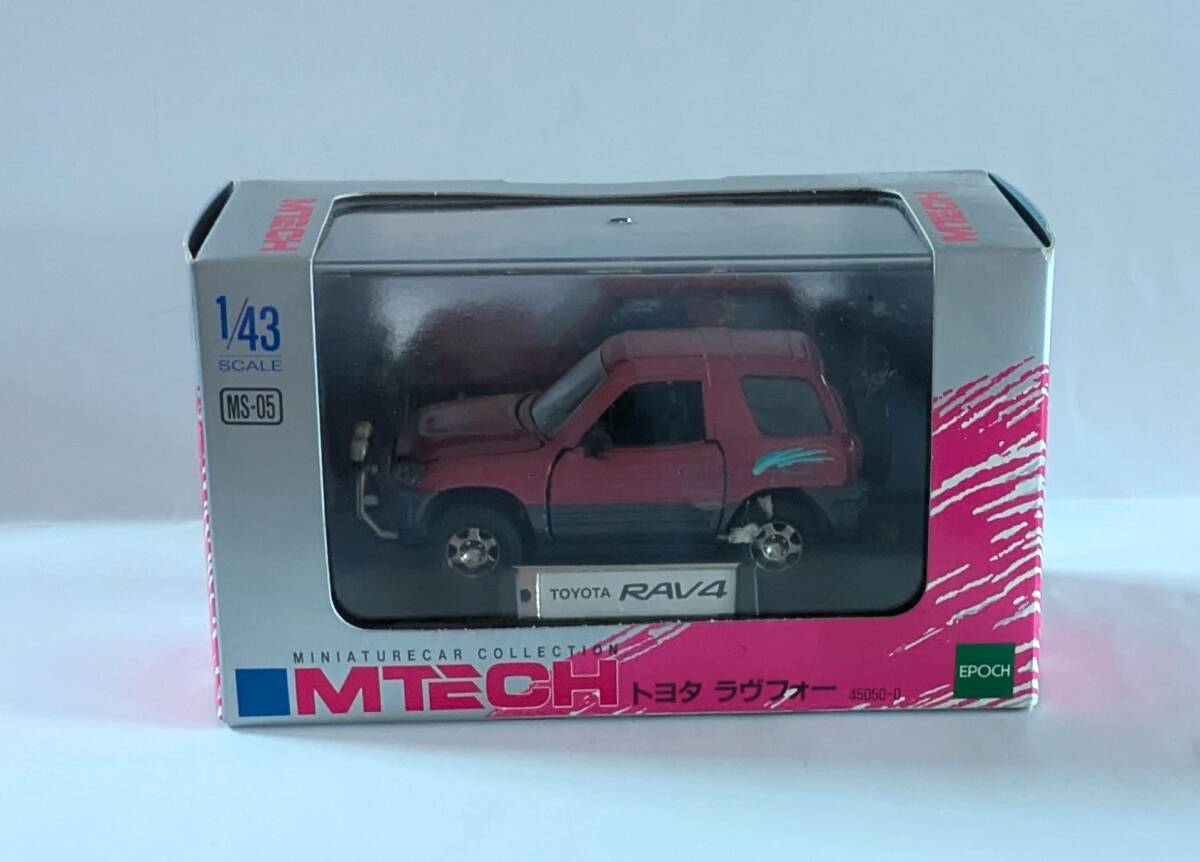 MTECH
MTECH
1/43
SCALE
MS-05
TOYOTA RAV4
MINIATURECAR COLLECTION
MTECH トヨタ ラヴフォー 45050-0
EPOCH